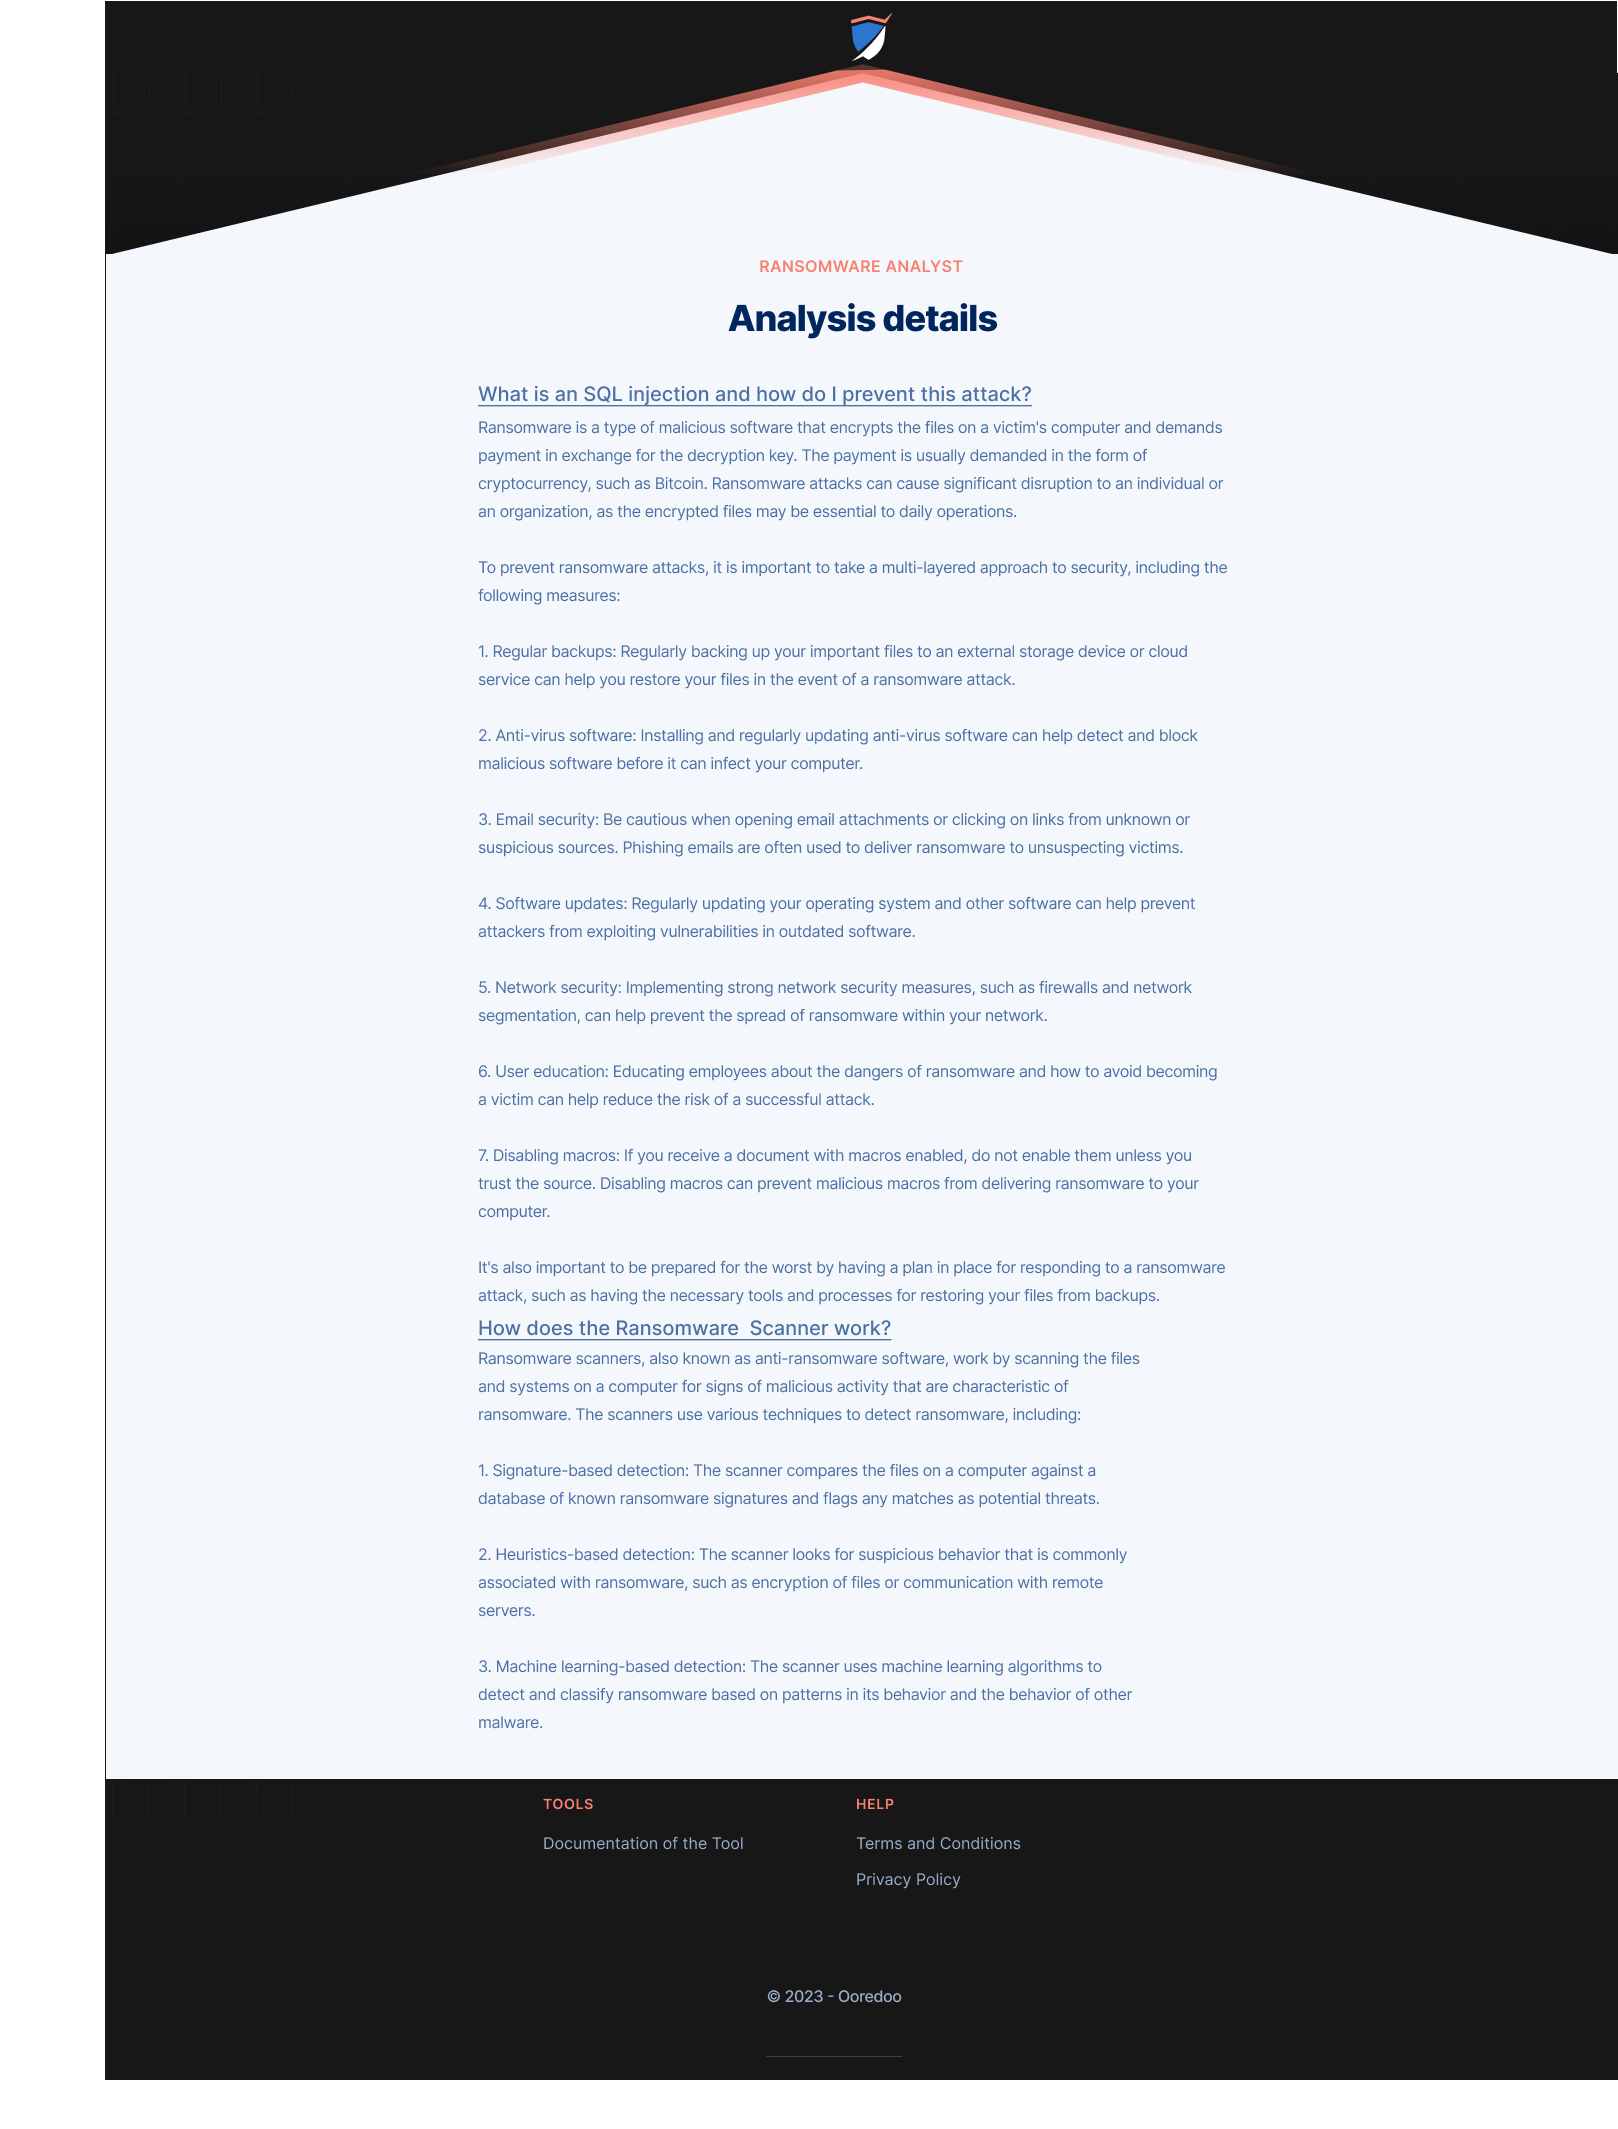 RANSOMWARE ANALYST
Analysis details
What is an SQL injection and how do I prevent this attack?
Ransomware is a type of malicious software that encrypts the files on a victim's computer and demands
payment in exchange for the decryption key. The payment is usually demanded in the form of
cryptocurrency, such as Bitcoin. Ransomware attacks can cause significant disruption to an individual or
an organization, as the encrypted files may be essential to daily operations.
To prevent ransomware attacks, it is important to take a multi-layered approach to security, including the
following measures:
1. Regular backups: Regularly backing up your important files to an external storage device or cloud
service can help you restore your files in the event of a ransomware attack.
2. Anti-virus software: Installing and regularly updating anti-virus software can help detect and block
malicious software before it can infect your computer.
3. Email security: Be cautious when opening email attachments or clicking on links from unknown or
suspicious sources. Phishing emails are often used to deliver ransomware to unsuspecting victims.
4. Software updates: Regularly updating your operating system and other software can help prevent
attackers from exploiting vulnerabilities in outdated software.
5. Network security: Implementing strong network security measures, such as firewalls and network
segmentation, can help prevent the spread of ransomware within your network.
6. User education: Educating employees about the dangers of ransomware and how to avoid becoming
a victim can help reduce the risk of a successful attack.
7. Disabling macros: If you receive a document with macros enabled, do not enable them unless you
trust the source. Disabling macros can prevent malicious macros from delivering ransomware to your
computer.
It's also important to be prepared for the worst by having a plan in place for responding to a ransomware
attack, such as having the necessary tools and processes for restoring your files from backups.
How does the Ransomware  Scanner work?
Ransomware scanners, also known as anti-ransomware software, work by scanning the files
and systems on a computer for signs of malicious activity that are characteristic of
ransomware. The scanners use various techniques to detect ransomware, including:
1. Signature-based detection: The scanner compares the files on a computer against a
database of known ransomware signatures and flags any matches as potential threats.
2. Heuristics-based detection: The scanner looks for suspicious behavior that is commonly
associated with ransomware, such as encryption of files or communication with remote
servers.
3. Machine learning-based detection: The scanner uses machine learning algorithms to
detect and classify ransomware based on patterns in its behavior and the behavior of other
malware.
TOOLS
Documentation of the Tool
HELP
Terms and Conditions
Privacy Policy
© 2023 - Ooredoo